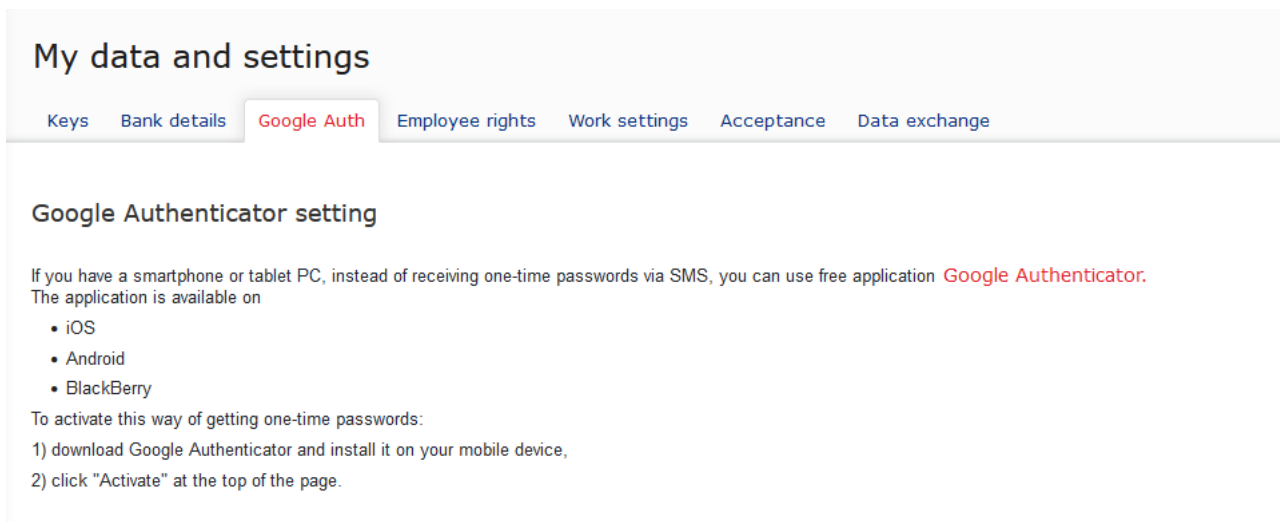 My data and settings
Keys Bank details Google Auth Employee rights Work settings Acceptance Data exchange
Google Authenticator setting
If you have a smartphone or tablet PC, instead of receiving one-time passwords via SMS, you can use free application Google Authenticator.
The application is available on
• iOS
• Android
• BlackBerry
To activate this way of getting one-time passwords:
1) download Google Authenticator and install it on your mobile device,
2) click "Activate" at the top of the page.